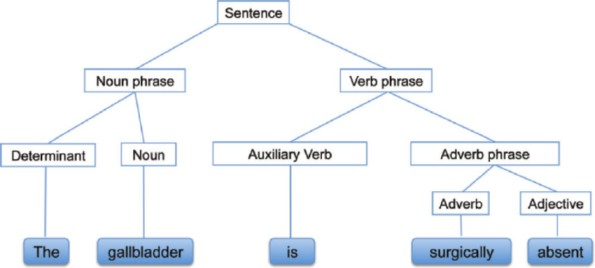 Sentence
Noun phrase
Verb phrase
Determinant
Noun
Auxiliary Verb
Adverb phrase
Adverb
Adjective
The
gallbladder
is
surgically
absent